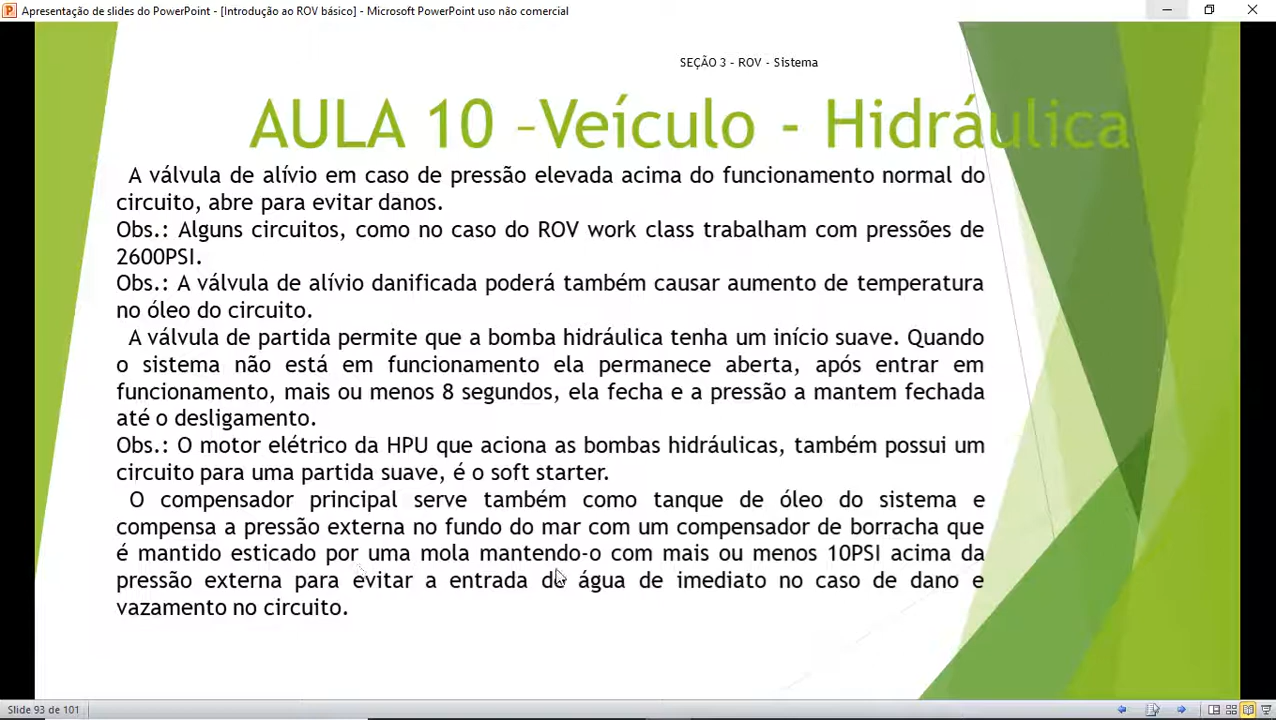 Apresentação de slides do PowerPoint - [Introdução ao ROV básico] - Microsoft PowerPoint uso não comercial
SEÇÃO 3 - ROV - Sistema
AULA 10 –Veículo - Hidráulica
A válvula de alívio em caso de pressão elevada acima do funcionamento normal do
circuito, abre para evitar danos.
Obs.: Alguns circuitos, como no caso do ROV work class trabalham com pressões de
2600PSI.
Obs.: A válvula de alívio danificada poderá também causar aumento de temperatura
no óleo do circuito.
A válvula de partida permite que a bomba hidráulica tenha um início suave. Quando
o sistema não está em funcionamento ela permanece aberta, após entrar em
funcionamento, mais ou menos 8 segundos, ela fecha e a pressão a mantem fechada
até o desligamento.
Obs.: O motor elétrico da HPU que aciona as bombas hidráulicas, também possui um
circuito para uma partida suave, é o soft starter.
O compensador principal serve também como tanque de óleo do sistema e
compensa a pressão externa no fundo do mar com um compensador de borracha que
é mantido esticado por uma mola mantendo-o com mais ou menos 10PSI acima da
pressão externa para evitar a entrada de água de imediato no caso de dano e
vazamento no circuito.
Slide 93 de 101